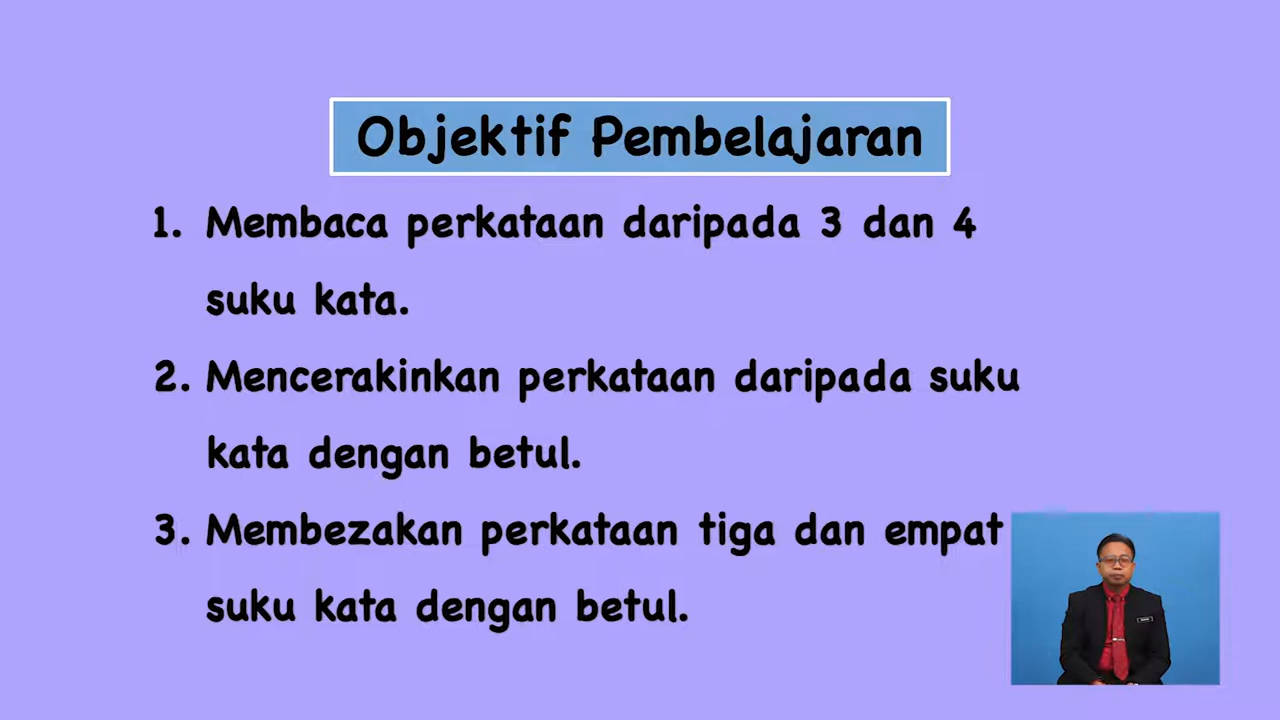 Objektif Pembelajaran
1. Membaca perkataan daripada 3 dan 4
suku kata.
2. Mencerakinkan perkataan daripada suku
kata dengan betul.
3. Membezakan perkataan tiga dan empat
suku kata dengan betul.